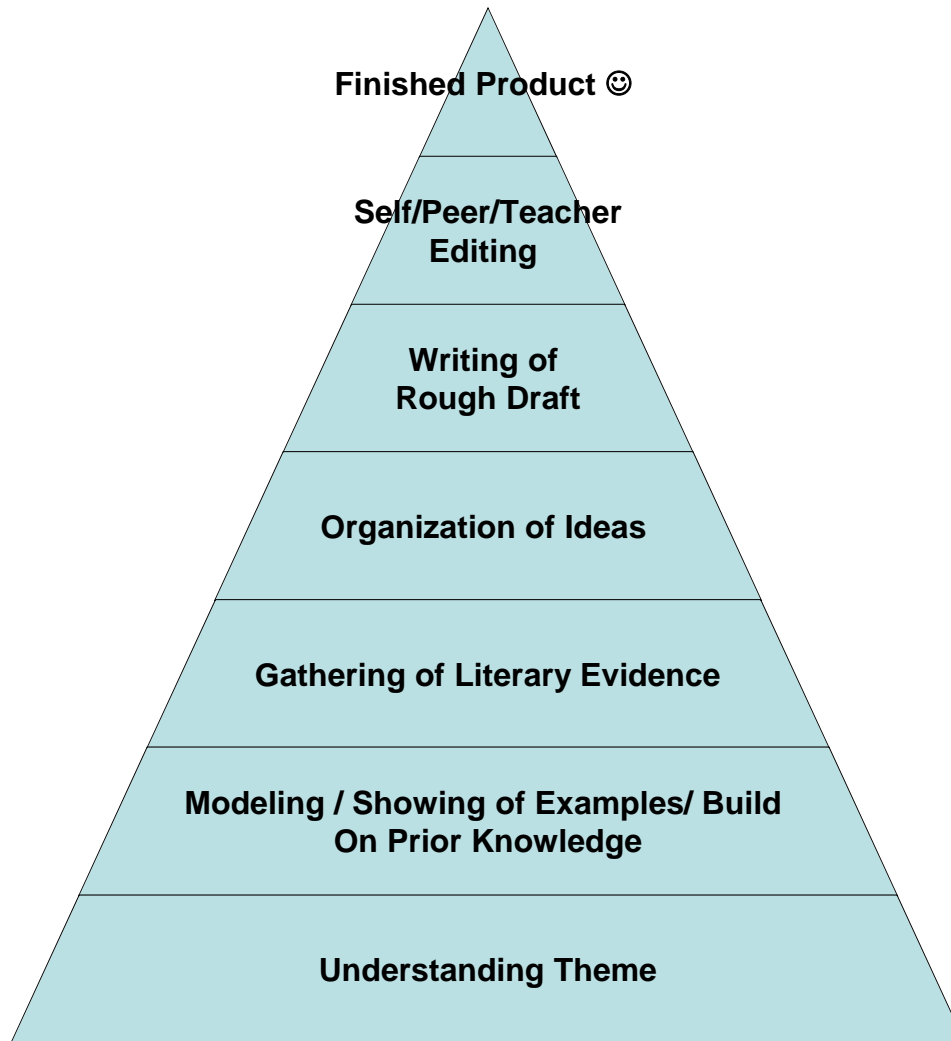 Finished Product ☺
Self/Peer/Teacher
Editing
Writing of
Rough Draft
Organization of Ideas
Gathering of Literary Evidence
Modeling / Showing of Examples/ Build
On Prior Knowledge
Understanding Theme